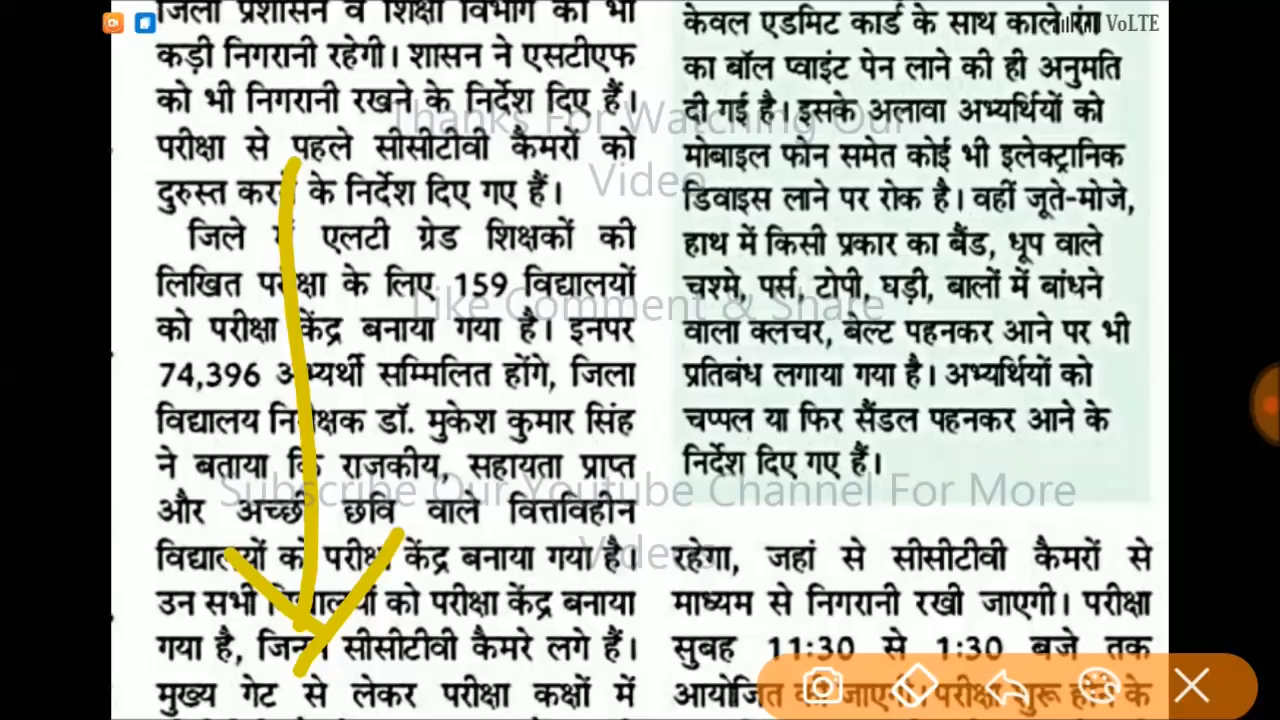 जिला प्रशासन व शिक्षा विभाग की भी
कड़ी निगरानी रहेगी। शासन ने एसटीएफ
को भी निगरानी रखने के निर्देश दिए हैं।
परीक्षा से पहले सीसीटीवी कैमरों को
दुरुस्त करने के निर्देश दिए गए हैं।
जिले में एलटी ग्रेड शिक्षकों की
लिखित परीक्षा के लिए 159 विद्यालयों
को परीक्षा केंद्र बनाया गया है। इनपर
74,396 अभ्यर्थी सम्मिलित होंगे, जिला
विद्यालय निरीक्षक डॉ. मुकेश कुमार सिंह
ने बताया कि राजकीय, सहायता प्राप्त
और अच्छी छवि वाले वित्तविहीन
विद्यालयों को परीक्षा केंद्र बनाया गया है।
उन सभी विद्यालयों को परीक्षा केंद्र बनाया
गया है, जिनमें सीसीटीवी कैमरे लगे हैं।
मुख्य गेट से लेकर परीक्षा कक्षों में
केवल एडमिट कार्ड के साथ काले रंग
का बॉल प्वाइंट पेन लाने की ही अनुमति
दी गई है। इसके अलावा अभ्यर्थियों को
मोबाइल फोन समेत कोई भी इलेक्ट्रानिक
डिवाइस लाने पर रोक है। वहीं जूते-मोजे,
हाथ में किसी प्रकार का बैंड, धूप वाले
चश्मे, पर्स, टोपी, घड़ी, बालों में बांधने
वाला क्लचर, बेल्ट पहनकर आने पर भी
प्रतिबंध लगाया गया है। अभ्यर्थियों को
चप्पल या फिर सैंडल पहनकर आने के
निर्देश दिए गए हैं।
रहेगा, जहां से सीसीटीवी कैमरों से
माध्यम से निगरानी रखी जाएगी। परीक्षा
सुबह 11:30 से 1:30 बजे तक
आयोजित की जाएगी। परीक्षा शुरू होने के
Thanks For Watching Our
Video
Like Comment & Share
Subscribe Our Youtube Channel For More
Videos
VoLTE